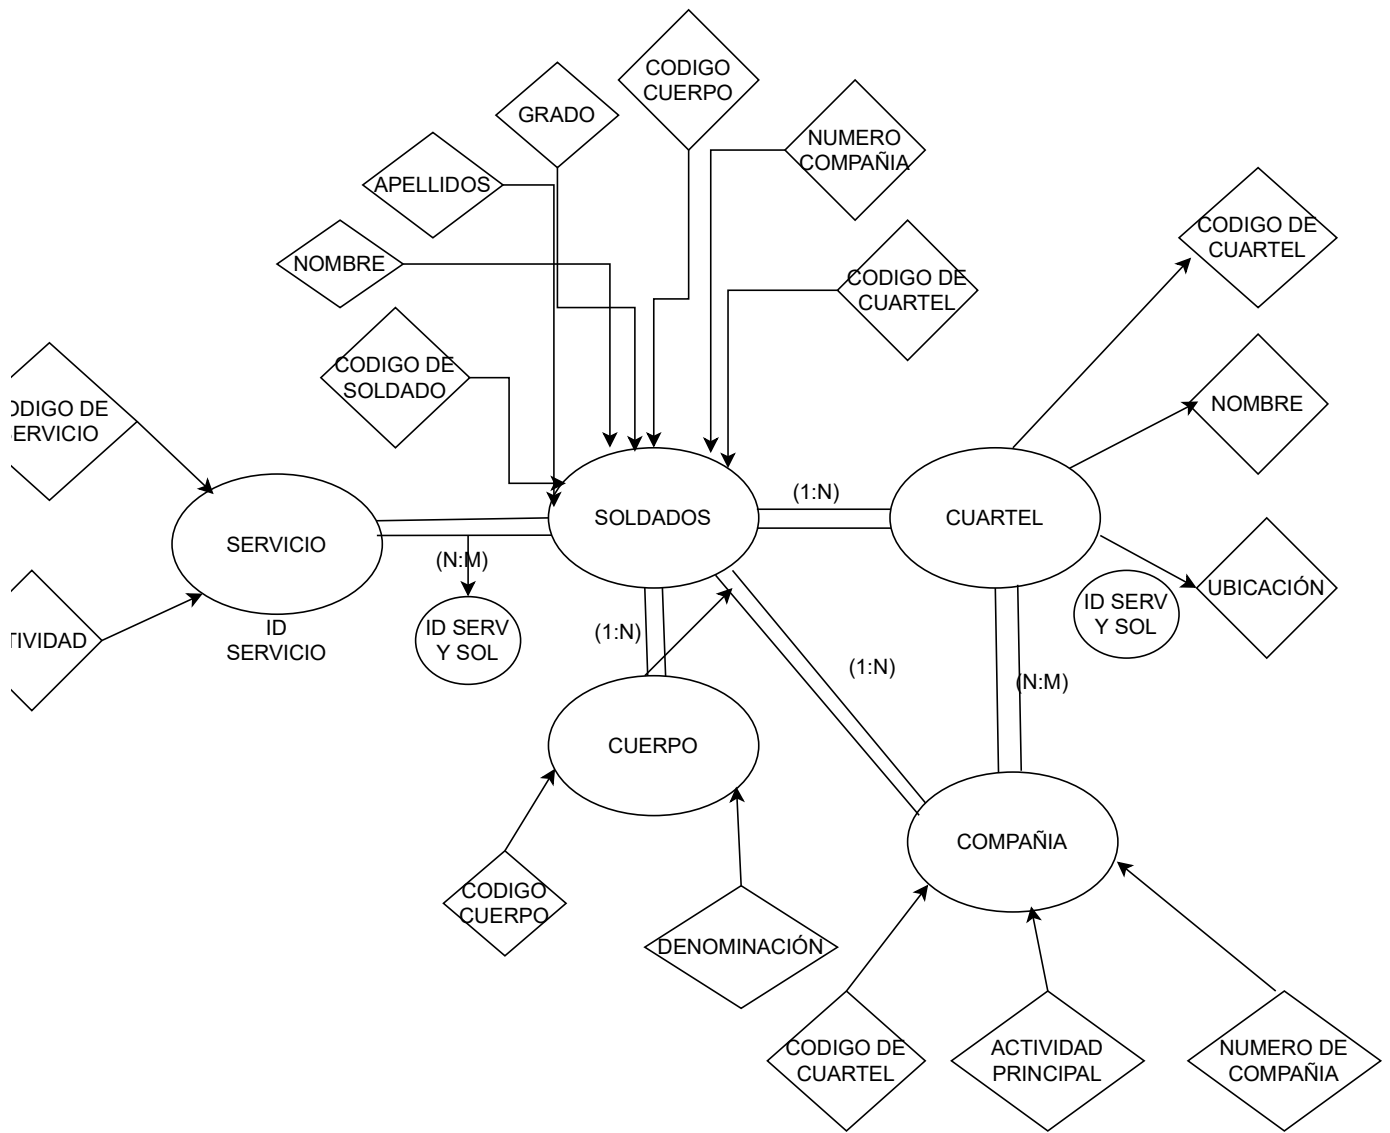 CODIGO
CUERPO
GRADO
NUMERO
COMPAÑIA
APELLIDOS
CODIGO DE
CUARTEL
NOMBRE
CODIGO DE
CUARTEL
CODIGO DE
SOLDADO
NOMBRE
ODIGO DE
ERVICIO
(1:N)
SOLDADOS
CUARTEL
SERVICIO
(N:M)
UBICACIÓN
ID SERV
Y SOL
ID
SERVICIO
ID SERV
Y SOL
(1:N)
TIVIDAD
(1:N)
(N:M)
CUERPO
COMPAÑIA
CODIGO
CUERPO
DENOMINACIÓN
CODIGO DE
CUARTEL
ACTIVIDAD
PRINCIPAL
NUMERO DE
COMPAÑIA